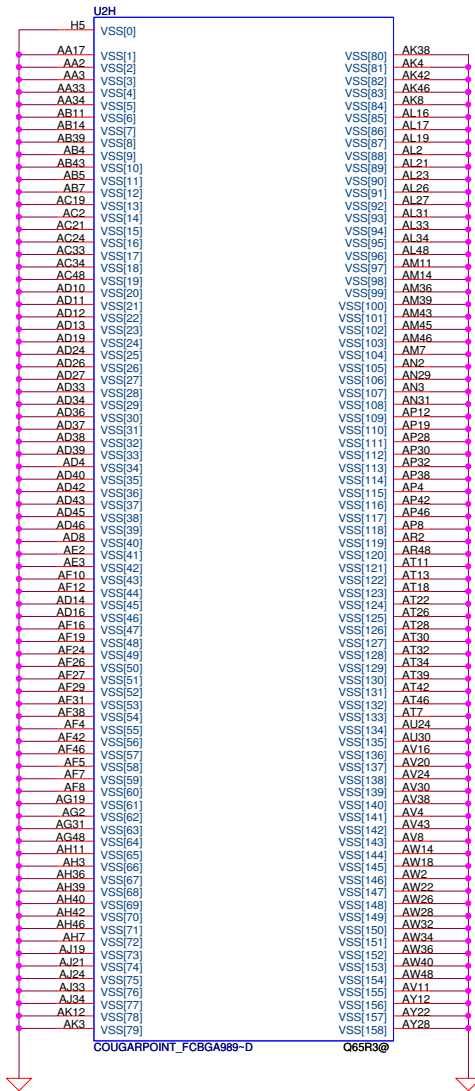 U2H
H5 VSS[0]
AA17 VSS[1] VSS[80] AK38
AA2 VSS[2] VSS[81] AK4
AA3 VSS[3] VSS[82] AK42
AA33 VSS[4] VSS[83] AK46
AA34 VSS[5] VSS[84] AK8
AB11 VSS[6] VSS[85] AL16
AB14 VSS[7] VSS[86] AL17
AB39 VSS[8] VSS[87] AL19
AB4 VSS[9] VSS[88] AL2
AB43 VSS[10] VSS[89] AL21
AB5 VSS[11] VSS[90] AL23
AB7 VSS[12] VSS[91] AL26
AC19 VSS[13] VSS[92] AL27
AC2 VSS[14] VSS[93] AL31
AC21 VSS[15] VSS[94] AL33
AC24 VSS[16] VSS[95] AL34
AC33 VSS[17] VSS[96] AL48
AC34 VSS[18] VSS[97] AM11
AC48 VSS[19] VSS[98] AM14
AD10 VSS[20] VSS[99] AM36
AD11 VSS[21] VSS[100] AM39
AD12 VSS[22] VSS[101] AM43
AD13 VSS[23] VSS[102] AM45
AD19 VSS[24] VSS[103] AM46
AD24 VSS[25] VSS[104] AM7
AD26 VSS[26] VSS[105] AN2
AD27 VSS[27] VSS[106] AN29
AD33 VSS[28] VSS[107] AN3
AD34 VSS[29] VSS[108] AN31
AD36 VSS[30] VSS[109] AP12
AD37 VSS[31] VSS[110] AP19
AD38 VSS[32] VSS[111] AP28
AD39 VSS[33] VSS[112] AP30
AD4 VSS[34] VSS[113] AP32
AD40 VSS[35] VSS[114] AP38
AD42 VSS[36] VSS[115] AP4
AD43 VSS[37] VSS[116] AP42
AD45 VSS[38] VSS[117] AP46
AD46 VSS[39] VSS[118] AP8
AD8 VSS[40] VSS[119] AR2
AE2 VSS[41] VSS[120] AR48
AE3 VSS[42] VSS[121] AT11
AF10 VSS[43] VSS[122] AT13
AF12 VSS[44] VSS[123] AT18
AD14 VSS[45] VSS[124] AT22
AD16 VSS[46] VSS[125] AT26
AF16 VSS[47] VSS[126] AT28
AF19 VSS[48] VSS[127] AT30
AF24 VSS[49] VSS[128] AT32
AF26 VSS[50] VSS[129] AT34
AF27 VSS[51] VSS[130] AT39
AF29 VSS[52] VSS[131] AT42
AF31 VSS[53] VSS[132] AT46
AF38 VSS[54] VSS[133] AT7
AF4 VSS[55] VSS[134] AU24
AF42 VSS[56] VSS[135] AU30
AF46 VSS[57] VSS[136] AV16
AF5 VSS[58] VSS[137] AV20
AF7 VSS[59] VSS[138] AV24
AF8 VSS[60] VSS[139] AV30
AG19 VSS[61] VSS[140] AV38
AG2 VSS[62] VSS[141] AV4
AG31 VSS[63] VSS[142] AV43
AG48 VSS[64] VSS[143] AV8
AH11 VSS[65] VSS[144] AW14
AH3 VSS[66] VSS[145] AW18
AH36 VSS[67] VSS[146] AW2
AH39 VSS[68] VSS[147] AW22
AH40 VSS[69] VSS[148] AW26
AH42 VSS[70] VSS[149] AW28
AH46 VSS[71] VSS[150] AW32
AH7 VSS[72] VSS[151] AW34
AJ19 VSS[73] VSS[152] AW36
AJ21 VSS[74] VSS[153] AW40
AJ24 VSS[75] VSS[154] AW48
AJ33 VSS[76] VSS[155] AV11
AJ34 VSS[77] VSS[156] AY12
AK12 VSS[78] VSS[157] AY22
AK3 VSS[79] VSS[158] AY28
COUGARPOINT_FCBGA989~D Q65R3@